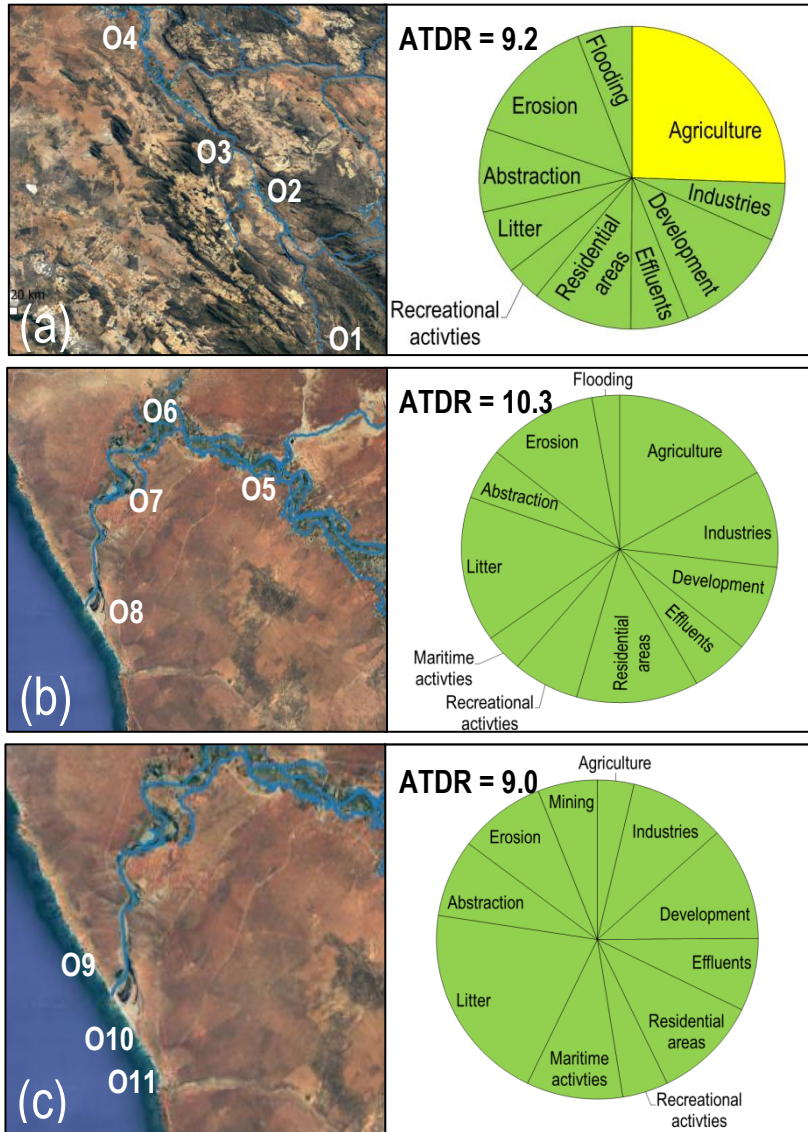 O4
O3
O2
O1
20 km
(a)
ATDR = 9.2
Flooding
Agriculture
Erosion
Abstraction
Industries
Litter
Development
Residential
areas
Effluents
Recreational
activties
O6
O7
O5
O8
(b)
ATDR = 10.3
Flooding
Erosion
Agriculture
Abstraction
Industries
Litter
Development
Effluents
Residential
areas
Maritime
activties
Recreational
activties
O9
O10
O11
(c)
ATDR = 9.0
Agriculture
Mining
Industries
Erosion
Abstraction
Development
Effluents
Litter
Residential
areas
Maritime
activties
Recreational
activties